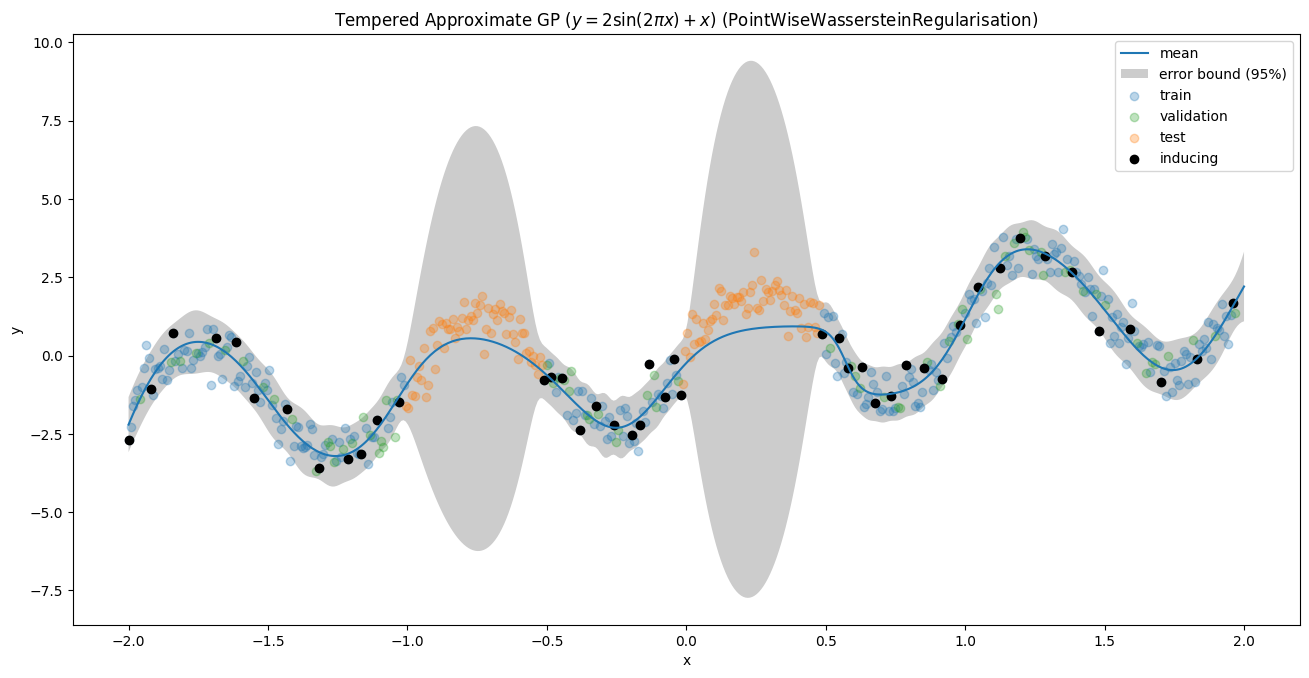 Tempered Approximate GP (y = 2sin(2πx) + x) (PointWiseWassersteinRegularisation)
mean
error bound (95%)
train
validation
test
inducing
10.0
7.5
5.0
2.5
0.0
−2.5
−5.0
−7.5
y
−2.0 −1.5 −1.0 −0.5 0.0 0.5 1.0 1.5 2.0
x